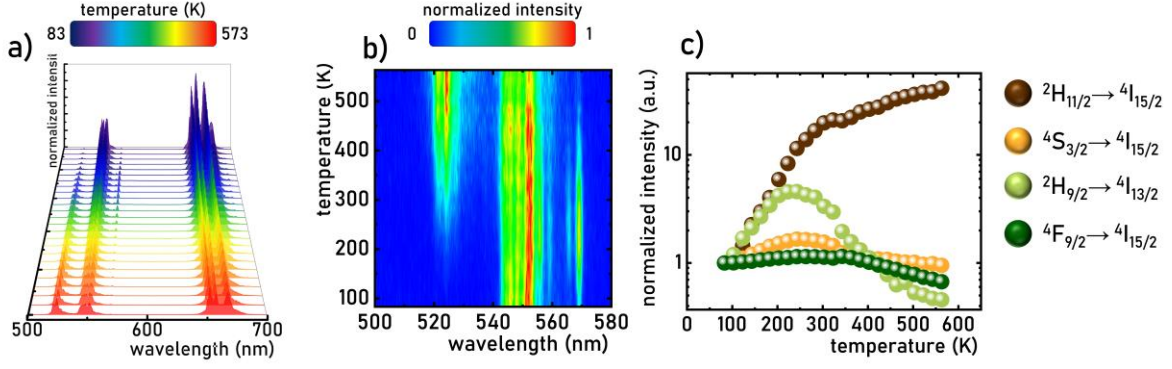 temperature (K)
83
573
a)
normalized intensi
500
600
700
wavelength (nm)
normalized intensity
0
1
b)
temperature (K)
500
400
300
200
100
500
520
540
560
580
wavelength (nm)
c)
normalized intensity (a.u.)
10
1
0
100
200
300
400
500
600
temperature (K)
²H₁₁/₂→ ⁴I₁₅/₂
⁴S₃/₂→ ⁴I₁₅/₂
²H₉/₂→ ⁴I₁₃/₂
⁴F₉/₂→ ⁴I₁₅/₂